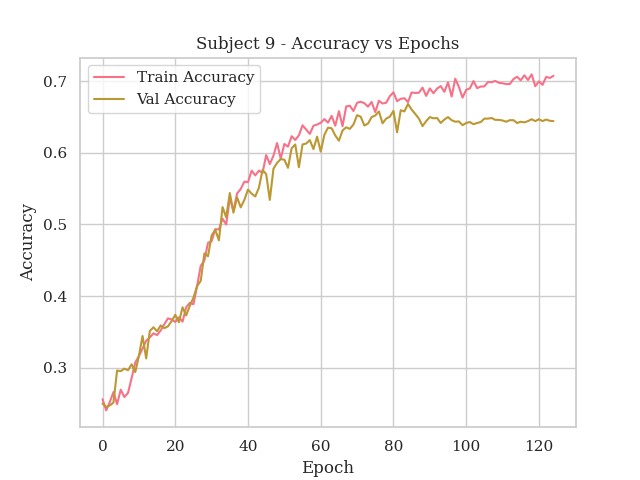 Subject 9 - Accuracy vs Epochs
Train Accuracy
Val Accuracy
0.7
0.6
0.5
0.4
0.3
Accuracy
0 20 40 60 80 100 120
Epoch